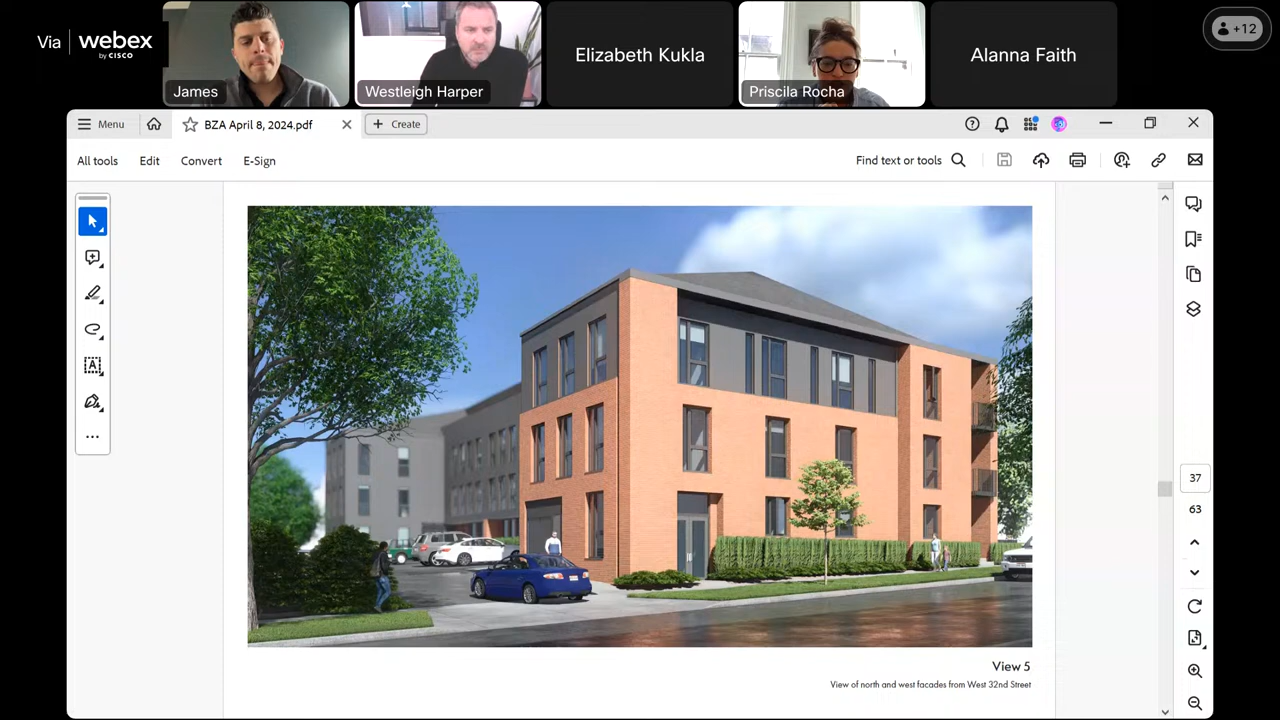 Via webex
by CISCO
James
Westleigh Harper
Elizabeth Kukla
Priscila Rocha
Alanna Faith
+12
Menu
BZA April 8, 2024.pdf
Create
All tools
Edit
Convert
E-Sign
Find text or tools
37
63
View 5
View of north and west facades from West 32nd Street